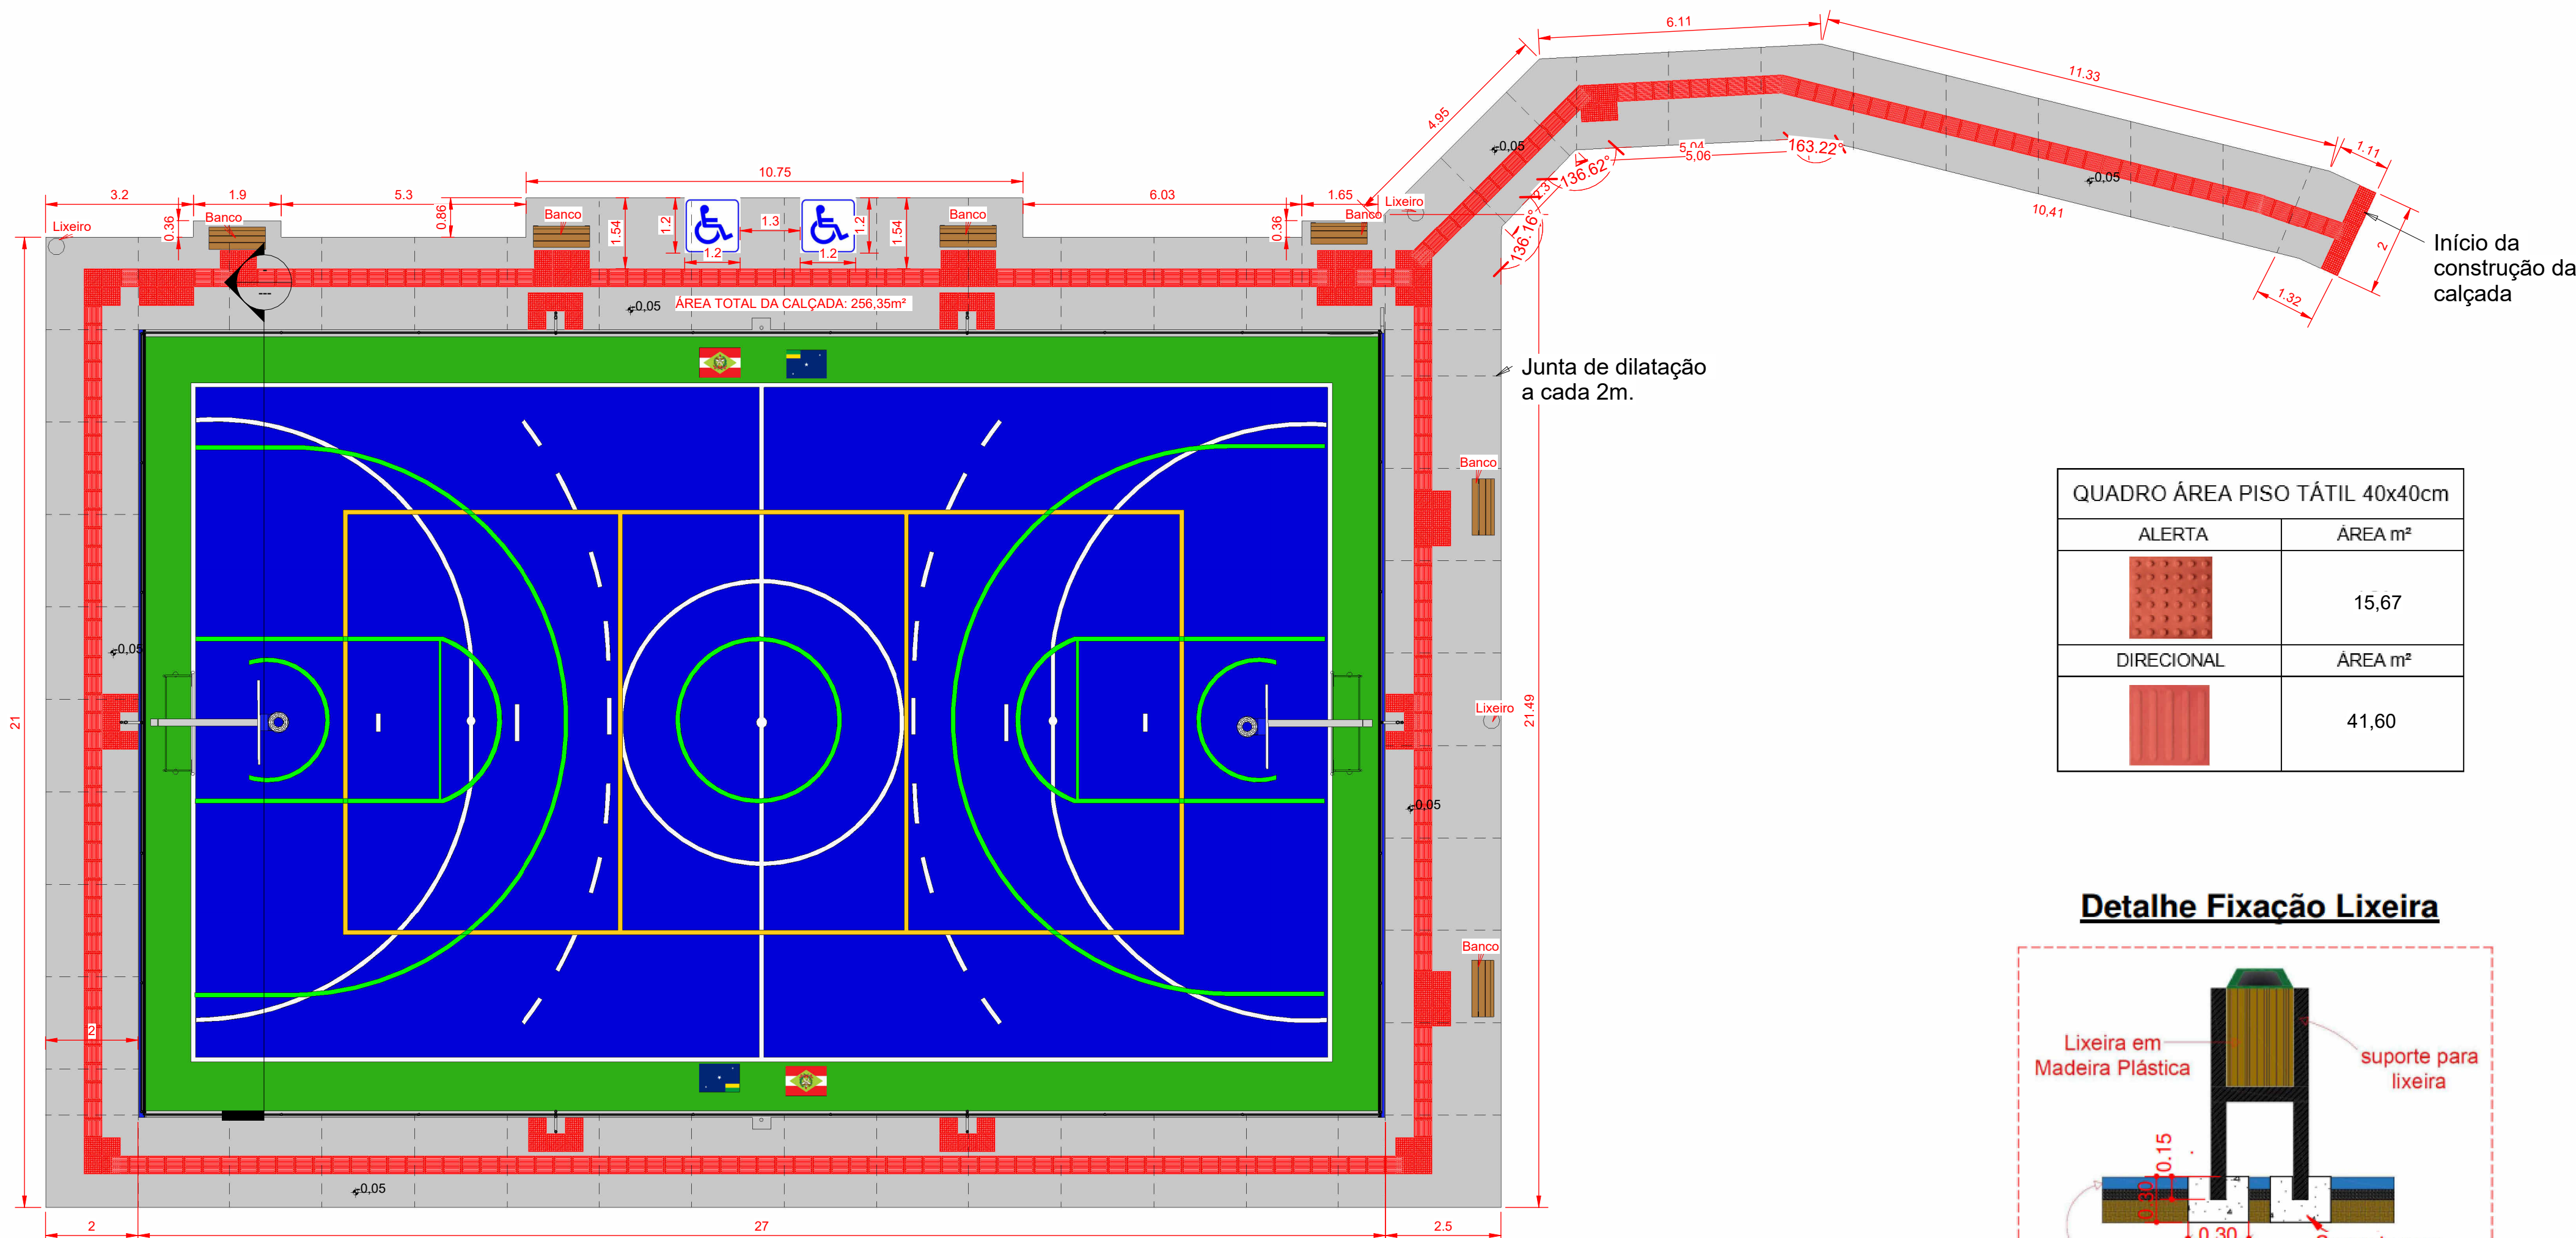 6.11
11.33
4.95
1.11
10.75
3.2
1.9
5.3
6.03
1.65
0.86
0.36
1.54
1.2
1.3
1.2
1.54
0.36
1.2
1.2
Lixeiro
Banco
Banco
Banco
Banco
Lixeiro
-0,05
5.04
5,06
163.22°
136.62°
2.3
136.16°
-0,05
10,41
2
1.32
Início da
construção da
calçada
ÁREA TOTAL DA CALÇADA: 256,35m²
-0,05
Junta de dilatação
a cada 2m.
Banco
QUADRO ÁREA PISO TÁTIL 40x40cm
ALERTA
ÁREA m²
15,67
DIRECIONAL
ÁREA m²
41,60
-0,05
21
Lixeiro
21.49
-0,05
Banco
2
-0,05
2
27
2.5
Detalhe Fixação Lixeira
Lixeira em
Madeira Plástica
suporte para
lixeira
0.15
0.30
0.30